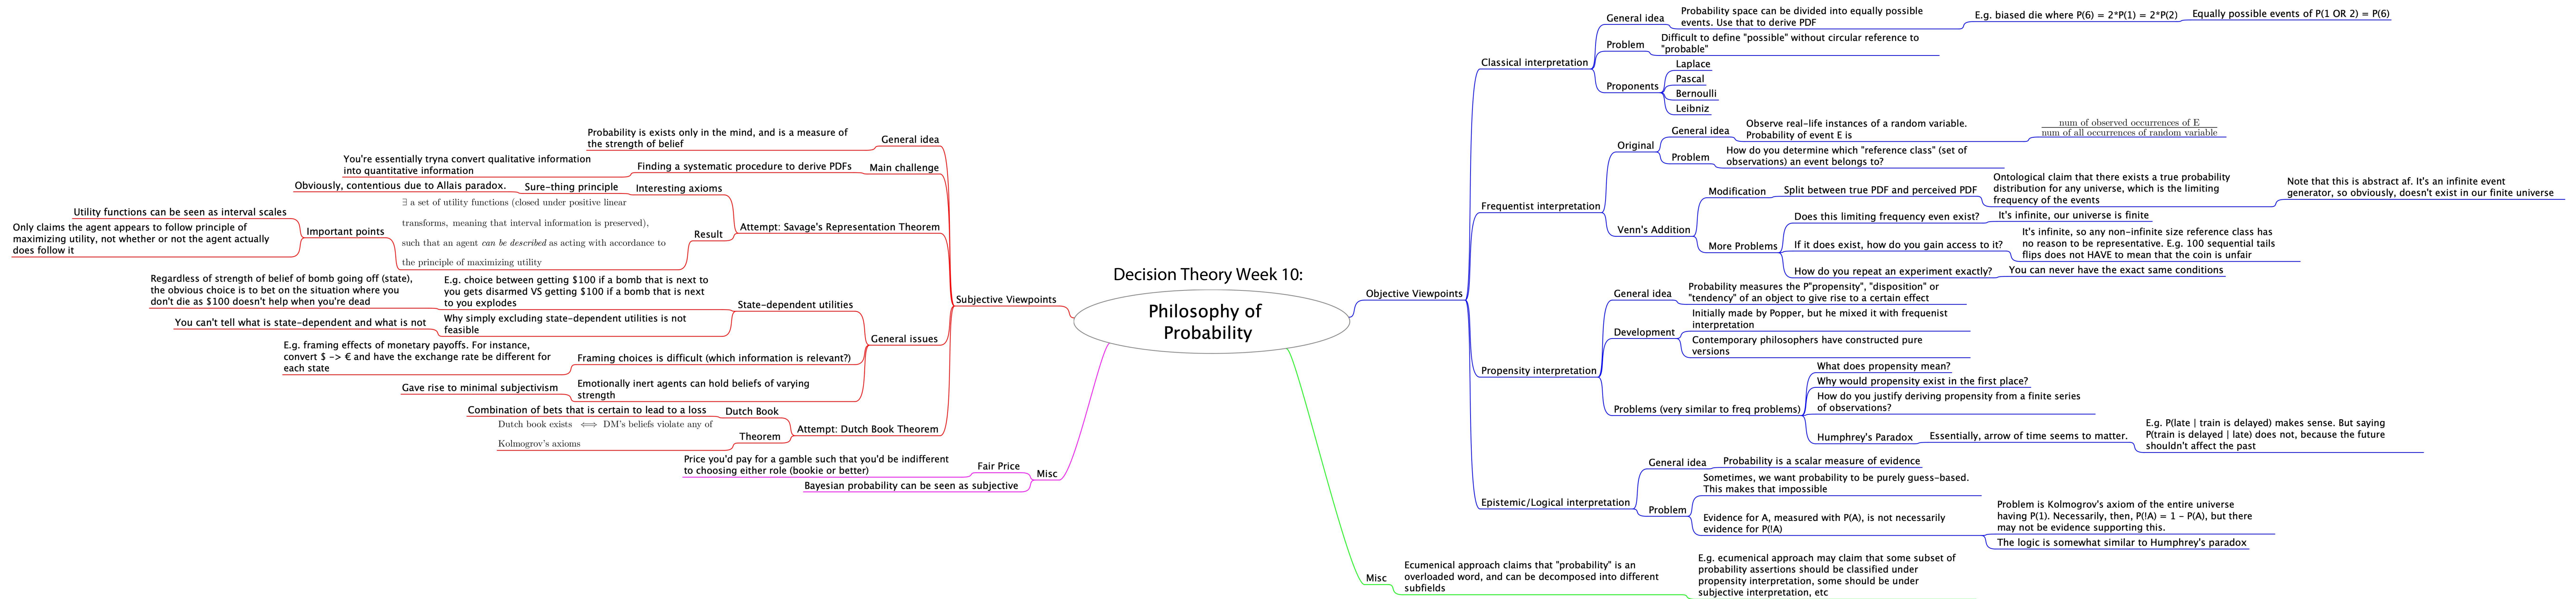 Decision Theory Week 10:
Philosophy of
Probability
Subjective Viewpoints
General idea
Probability is exists only in the mind, and is a measure of
the strength of belief
Main challenge
Finding a systematic procedure to derive PDFs
You're essentially tryna convert qualitative information
into quantitative information
Attempt: Savage's Representation Theorem
Interesting axioms
Sure-thing principle
Obviously, contentious due to Allais paradox.
Result
∃ a set of utility functions (closed under positive linear
transforms, meaning that interval information is preserved),
such that an agent can be described as acting with accordance to
the principle of maximizing utility
Important points
Utility functions can be seen as interval scales
Only claims the agent appears to follow principle of
maximizing utility, not whether or not the agent actually
does follow it
General issues
State-dependent utilities
E.g. choice between getting $100 if a bomb that is next to
you gets disarmed VS getting $100 if a bomb that is next
to you explodes
Regardless of strength of belief of bomb going off (state),
the obvious choice is to bet on the situation where you
don't die as $100 doesn't help when you're dead
Why simply excluding state-dependent utilities is not
feasible
You can't tell what is state-dependent and what is not
Framing choices is difficult (which information is relevant?)
E.g. framing effects of monetary payoffs. For instance,
convert $ -> € and have the exchange rate be different for
each state
Emotionally inert agents can hold beliefs of varying
strength
Gave rise to minimal subjectivism
Attempt: Dutch Book Theorem
Dutch Book
Combination of bets that is certain to lead to a loss
Theorem
Dutch book exists ⟺ DM's beliefs violate any of
Kolmogrov's axioms
Misc
Fair Price
Price you'd pay for a gamble such that you'd be indifferent
to choosing either role (bookie or better)
Bayesian probability can be seen as subjective
Objective Viewpoints
Classical interpretation
General idea
Probability space can be divided into equally possible
events. Use that to derive PDF
E.g. biased die where P(6) = 2*P(1) = 2*P(2)
Equally possible events of P(1 OR 2) = P(6)
Problem
Difficult to define "possible" without circular reference to
"probable"
Proponents
Laplace
Pascal
Bernoulli
Leibniz
Frequentist interpretation
Original
General idea
Observe real-life instances of a random variable.
Probability of event E is
num of observed occurrences of E
num of all occurrences of random variable
Problem
How do you determine which "reference class" (set of
observations) an event belongs to?
Venn's Addition
Modification
Split between true PDF and perceived PDF
Ontological claim that there exists a true probability
distribution for any universe, which is the limiting
frequency of the events
Note that this is abstract af. It's an infinite event
generator, so obviously, doesn't exist in our finite universe
More Problems
Does this limiting frequency even exist?
It's infinite, our universe is finite
If it does exist, how do you gain access to it?
It's infinite, so any non-infinite size reference class has
no reason to be representative. E.g. 100 sequential tails
flips does not HAVE to mean that the coin is unfair
How do you repeat an experiment exactly?
You can never have the exact same conditions
Propensity interpretation
General idea
Probability measures the P"propensity", "disposition" or
"tendency" of an object to give rise to a certain effect
Development
Initially made by Popper, but he mixed it with frequenist
interpretation
Contemporary philosophers have constructed pure
versions
Problems (very similar to freq problems)
What does propensity mean?
Why would propensity exist in the first place?
How do you justify deriving propensity from a finite series
of observations?
Humphrey's Paradox
Essentially, arrow of time seems to matter.
E.g. P(late | train is delayed) makes sense. But saying
P(train is delayed | late) does not, because the future
shouldn't affect the past
Epistemic/Logical interpretation
General idea
Probability is a scalar measure of evidence
Problem
Sometimes, we want probability to be purely guess-based.
This makes that impossible
Evidence for A, measured with P(A), is not necessarily
evidence for P(!A)
Problem is Kolmogrov's axiom of the entire universe
having P(1). Necessarily, then, P(!A) = 1 - P(A), but there
may not be evidence supporting this.
The logic is somewhat similar to Humphrey's paradox
Misc
Ecumenical approach claims that "probability" is an
overloaded word, and can be decomposed into different
subfields
E.g. ecumenical approach may claim that some subset of
probability assertions should be classified under
propensity interpretation, some should be under
subjective interpretation, etc